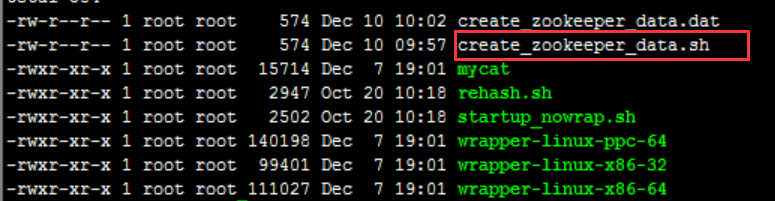 -rw-r--r-- 1 root root    574 Dec 10 10:02 create_zookeeper_data.dat
-rw-r--r-- 1 root root    574 Dec 10 09:57 create_zookeeper_data.sh
-rwxr-xr-x 1 root root  15714 Dec  7 19:01 mycat
-rwxr-xr-x 1 root root   2947 Oct 20 10:18 rehash.sh
-rwxr-xr-x 1 root root   2502 Oct 20 10:18 startup_nowrap.sh
-rwxr-xr-x 1 root root 140198 Dec  7 19:01 wrapper-linux-ppc-64
-rwxr-xr-x 1 root root  99401 Dec  7 19:01 wrapper-linux-x86-32
-rwxr-xr-x 1 root root 111027 Dec  7 19:01 wrapper-linux-x86-64